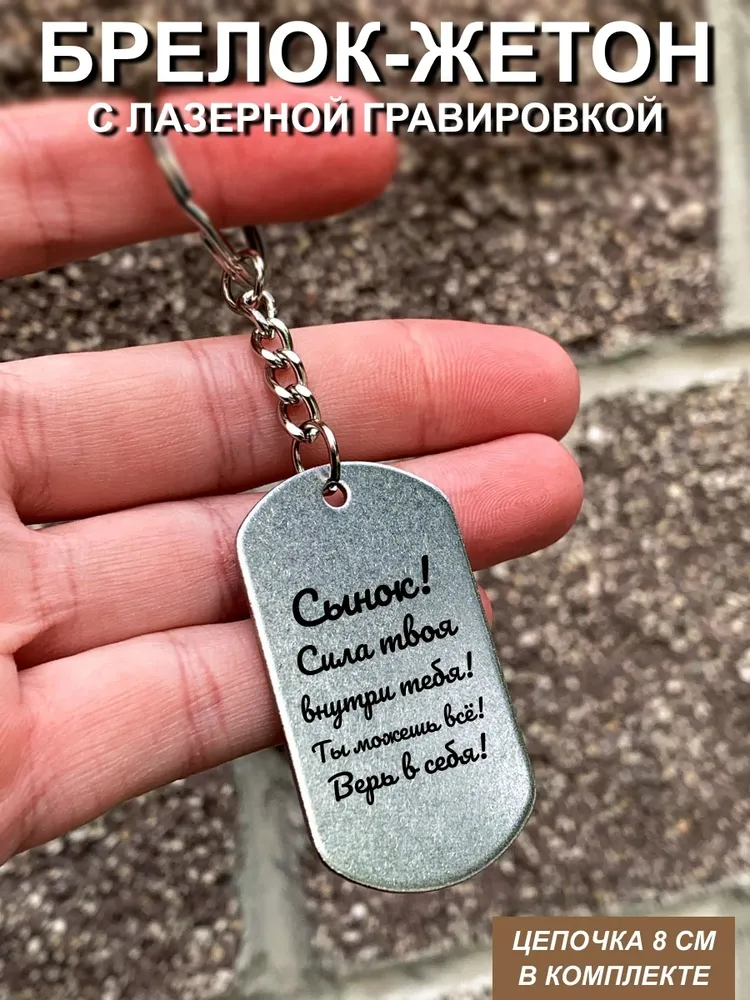 БРЕЛОК-ЖЕТОН
С ЛАЗЕРНОЙ ГРАВИРОВКОЙ
Сынок!
Сила твоя
внутри тебя!
Ты можешь всё!
Верь в себя!
ЦЕПОЧКА 8 СМ
В КОМПЛЕКТЕ